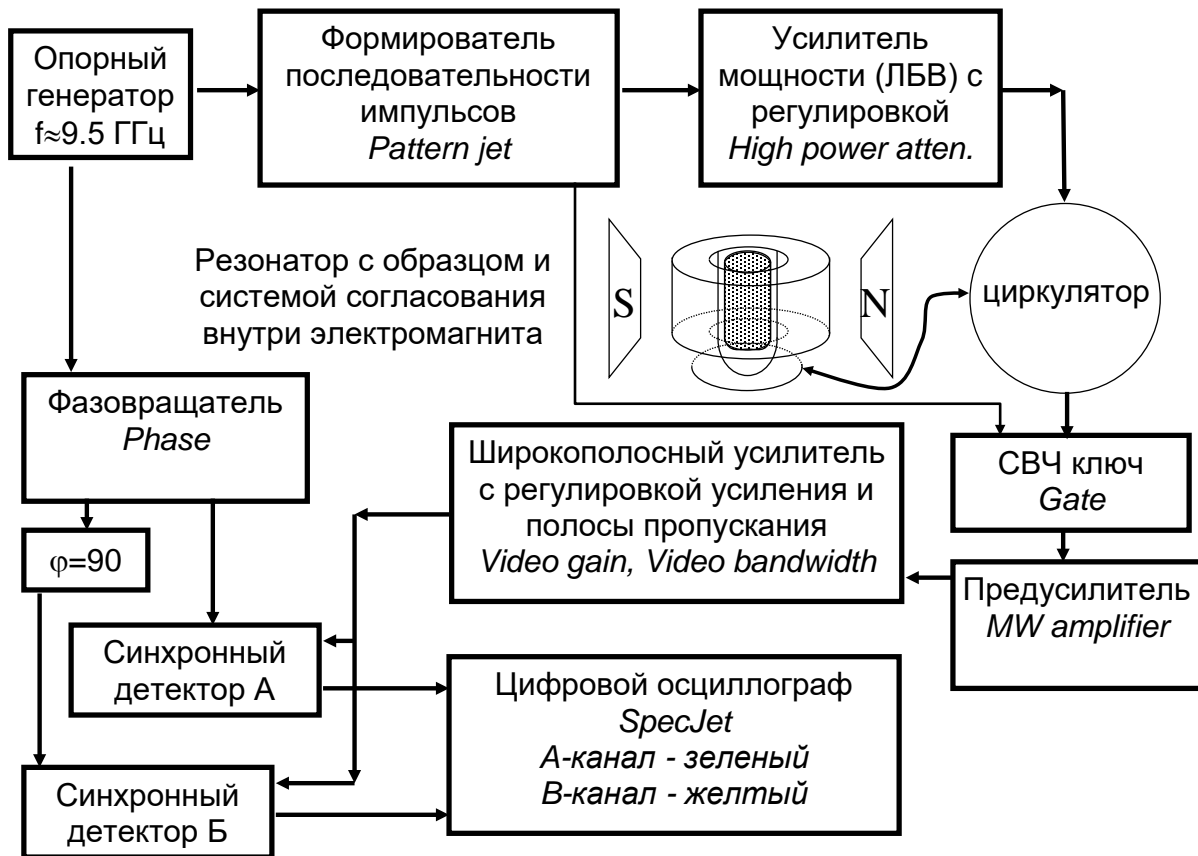 Опорный
генератор
f≈9.5 ГГц
Формирователь
последовательности
импульсов
Pattern jet
Усилитель
мощности (ЛБВ) с
регулировкой
High power atten.
Резонатор с образцом и
системой согласования
внутри электромагнита
S
N
циркулятор
Фазовращатель
Phase
φ=90
Широкополосный усилитель
с регулировкой усиления и
полосы пропускания
Video gain, Video bandwidth
СВЧ ключ
Gate
Предусилитель
MW amplifier
Синхронный
детектор А
Цифровой осциллограф
SpecJet
А-канал - зеленый
В-канал - желтый
Синхронный
детектор Б